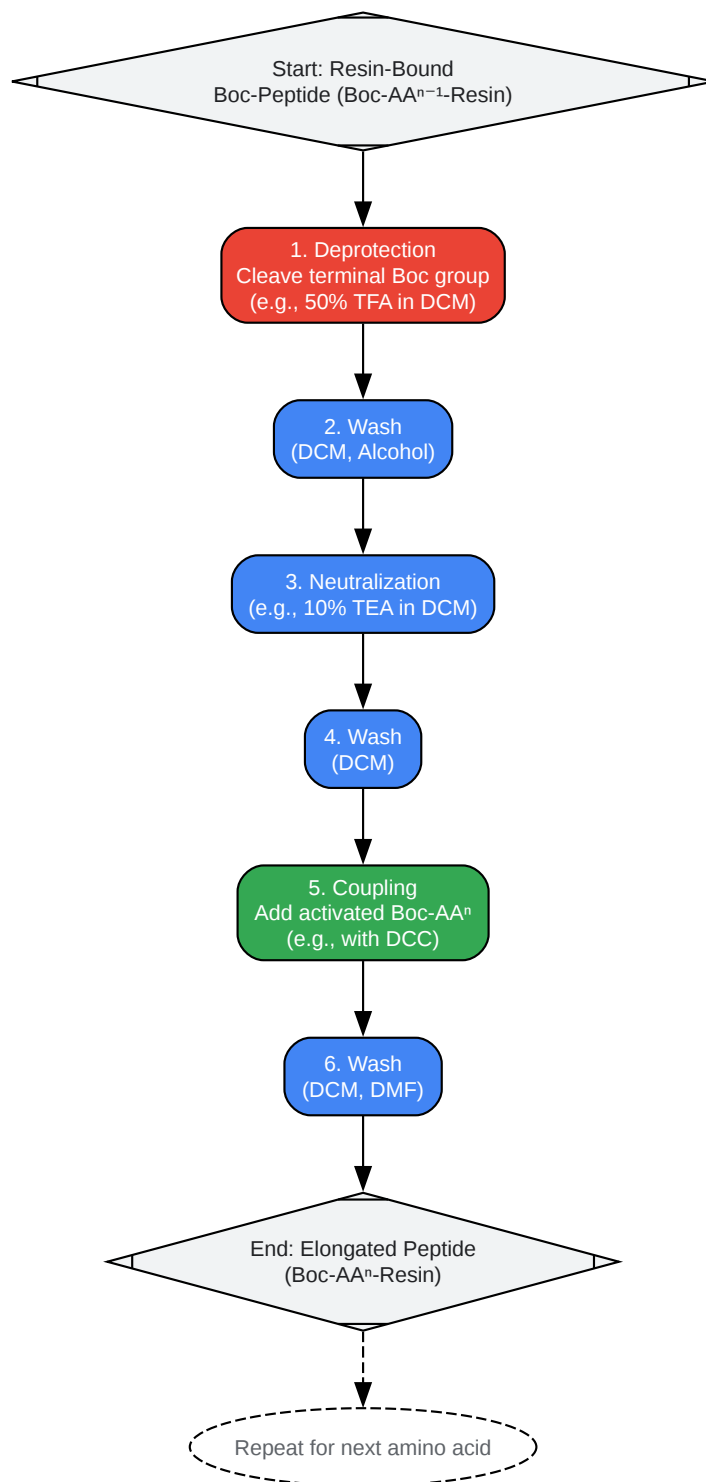 Start: Resin-Bound
Boc-Peptide (Boc-AAⁿ⁻¹-Resin)
1. Deprotection
Cleave terminal Boc group
(e.g., 50% TFA in DCM)
2. Wash
(DCM, Alcohol)
3. Neutralization
(e.g., 10% TEA in DCM)
4. Wash
(DCM)
5. Coupling
Add activated Boc-AAⁿ
(e.g., with DCC)
6. Wash
(DCM, DMF)
End: Elongated Peptide
(Boc-AAⁿ-Resin)
Repeat for next amino acid